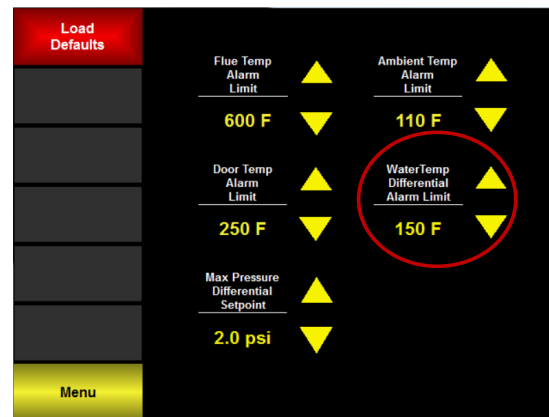 Load
Defaults
Flue Temp
Alarm
Limit
600 F
Ambient Temp
Alarm
Limit
110 F
Door Temp
Alarm
Limit
250 F
WaterTemp
Differential
Alarm Limit
150 F
Max Pressure
Differential
Setpoint
2.0 psi
Menu